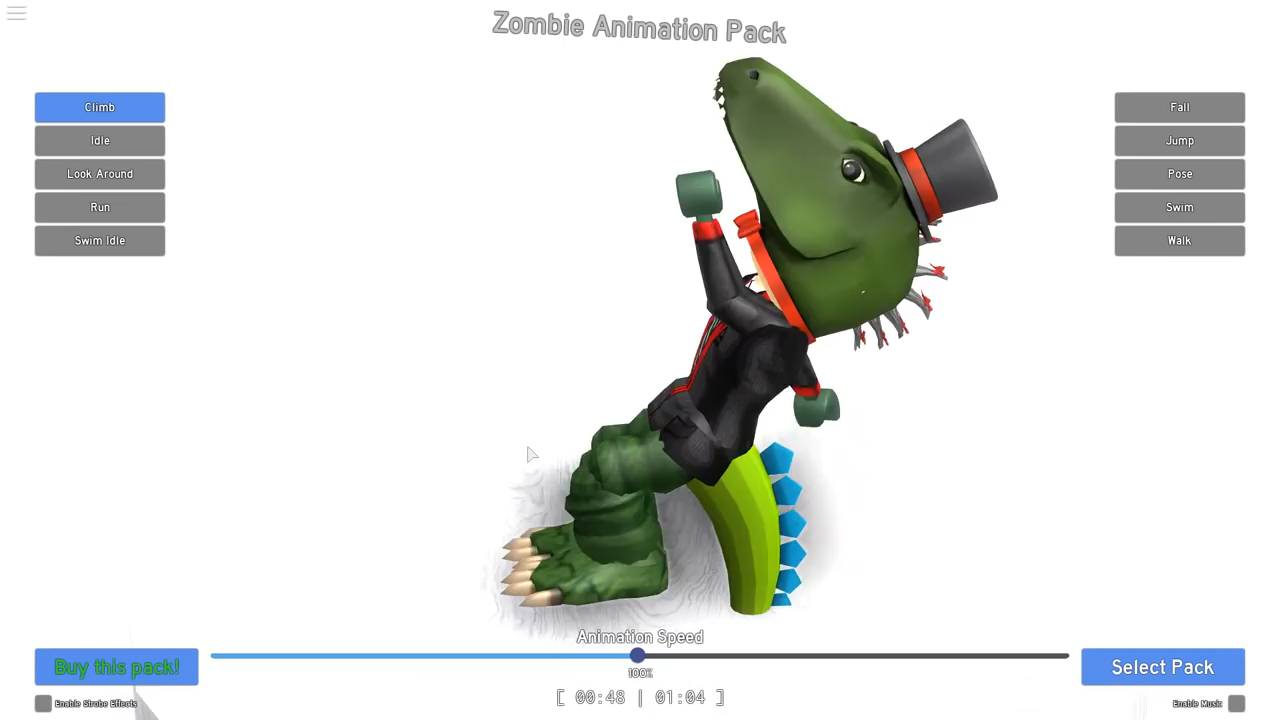 Zombie Animation Pack
Climb
Idle
Look Around
Run
Swim Idle
Fall
Jump
Pose
Swim
Walk
Animation Speed
100%
Buy this pack!
Select Pack
[ 00:48 | 01:04 ]
Enable Strobe Effects
Enable Music